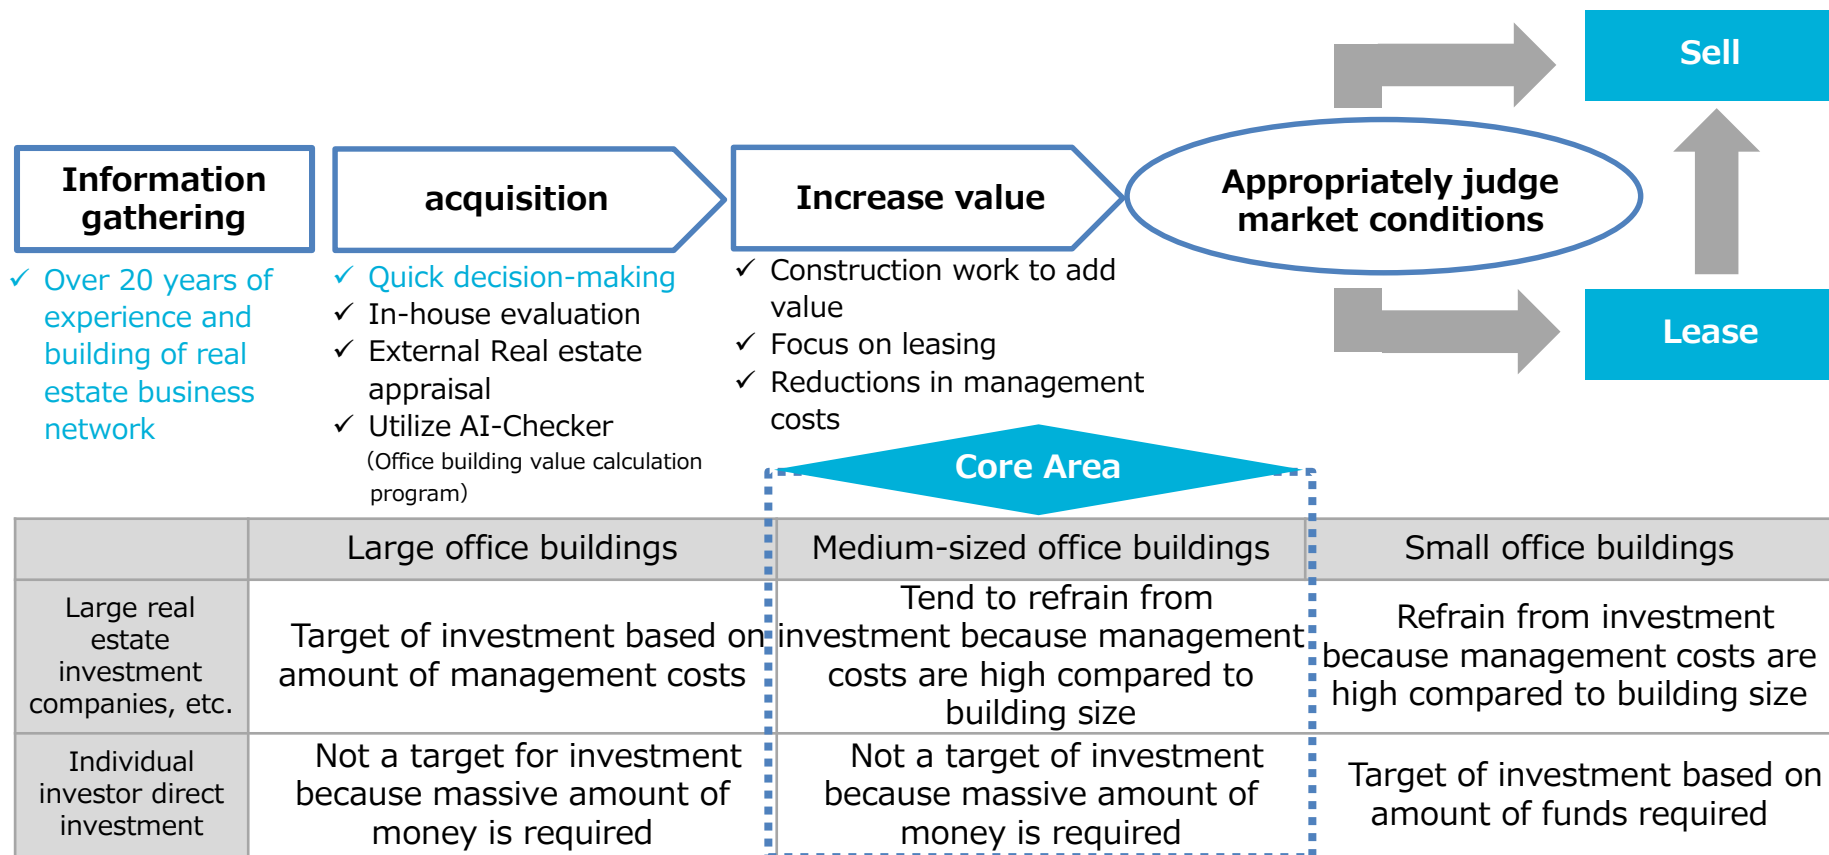 Information
gathering
✓ Over 20 years of
experience and
building of real
estate business
network
acquisition
✓ Quick decision-making
✓ In-house evaluation
✓ External Real estate
appraisal
✓ Utilize AI-Checker
(Office building value calculation
program)
Increase value
✓ Construction work to add
value
✓ Focus on leasing
✓ Reductions in management
costs
Appropriately judge
market conditions
Sell
Lease
Core Area
Large office buildings
Medium-sized office buildings
Small office buildings
Large real
estate
investment
companies, etc.
Target of investment based on
amount of management costs
Tend to refrain from
investment because management
costs are high compared to
building size
Refrain from investment
because management costs are
high compared to building size
Individual
investor direct
investment
Not a target for investment
because massive amount of
money is required
Not a target of investment
because massive amount of
money is required
Target of investment based on
amount of funds required